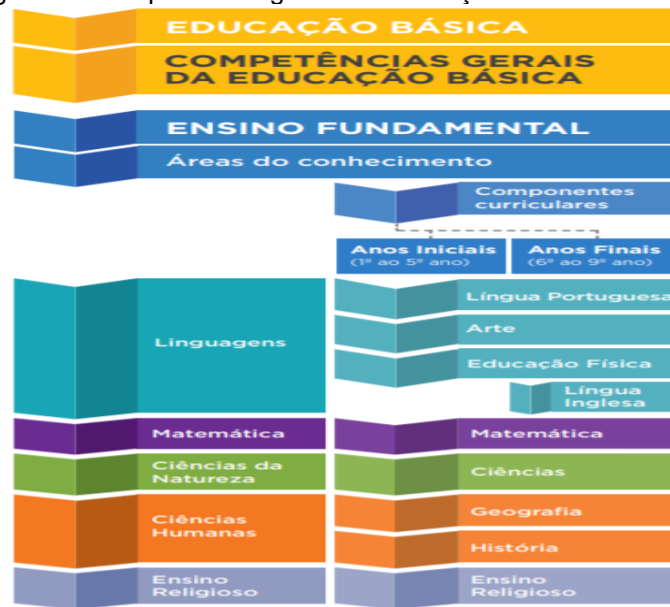 EDUCAÇÃO BÁSICA
COMPETÊNCIAS GERAIS
DA EDUCAÇÃO BÁSICA
ENSINO FUNDAMENTAL
Áreas do conhecimento
Componentes
curriculares
Anos Iniciais
(1º ao 5º ano)
Anos Finais
(6º ao 9º ano)
Linguagens
Língua Portuguesa
Arte
Educação Física
Língua
Inglesa
Matemática
Matemática
Ciências da
Natureza
Ciências
Ciências
Humanas
Geografia
História
Ensino
Religioso
Ensino
Religioso